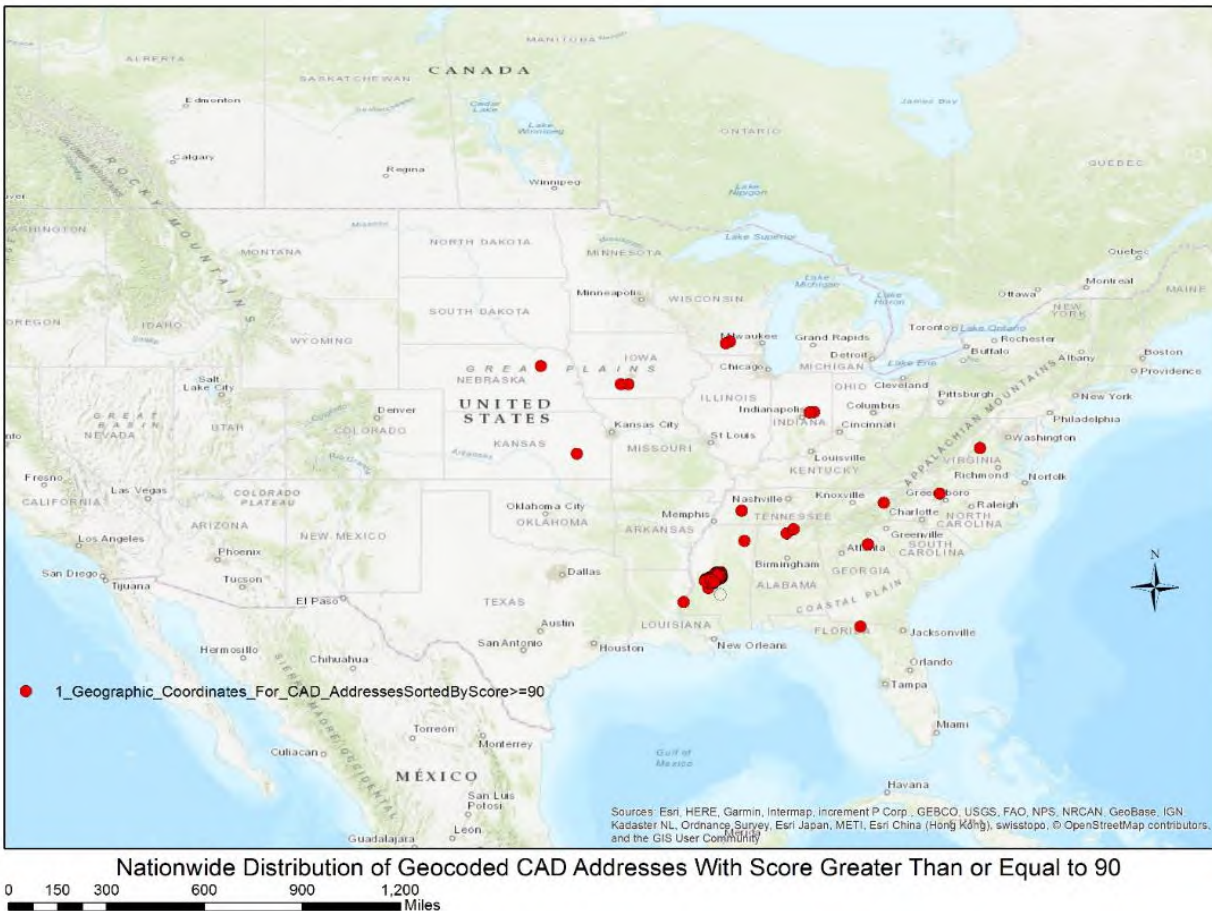 MANITOBA
ALBERTA
CANADA
SASKATCHEWAN
James Bay
Edmonton
Cedar
Lake
Lake
Winnipeg
ONTARIO
Calgary
QUÉBEC
Regina
Winnipeg
Lake
Nipigon
ROCKY MOUNTAINS
WASHINGTON
Lake Superior
MONTANA
NORTH DAKOTA
MINNESOTA
Quebec
Ottawa
Montreal
MAINE
Minneapolis
WISCONSIN
Lake
Michigan
Lake
Huron
NEW
YORK
OREGON
IDAHO
SOUTH DAKOTA
Toronto
Lake Ontario
Rochester
WYOMING
Milwaukee
Grand Rapids
Buffalo
Albany
Boston
Detroit
Lake Erie
Providence
GREAT PLAINS
IOWA
Chicago
MICHIGAN
Cleveland
NEBRASKA
Salt
Lake City
OHIO
Pittsburgh
New York
UNITED
STATES
ILLINOIS
Indianapolis
Columbus
Philadelphia
GREAT
BASIN
NEVADA
UTAH
Denver
COLORADO
Kansas City
INDIANA
Cincinnati
APPALACHIAN MOUNTAINS
Washington
KANSAS
Arkansas
MISSOURI
St Louis
Louisville
VIRGINIA
Richmond
Norfolk
Fresno
CALIFORNIA
Las Vegas
COLORADO
PLATEAU
KENTUCKY
Nashville
Knoxville
Greensboro
Raleigh
Oklahoma City
OKLAHOMA
Memphis
TENNESSEE
Charlotte
NORTH
CAROLINA
ARKANSAS
Greenville
SOUTH
CAROLINA
Los Angeles
ARIZONA
NEW MEXICO
Atlanta
Phoenix
Birmingham
GEORGIA
N
San Diego
Tijuana
Tucson
Dallas
ALABAMA
El Paso
TEXAS
COASTAL PLAIN
LOUISIANA
FLORIDA
Jacksonville
Austin
Hermosillo
San Antonio
Houston
New Orleans
Chihuahua
Orlando
Tampa
1_Geographic_Coordinates_For_CAD_AddressesSortedByScore>=90
SIERRA MADRE OCCIDENTAL
Miami
Torreon
Monterrey
Culiacan
Gulf of
Mexico
MÉXICO
Havana
San Luis
Potosi
Leon
Guadalajara
Merida
Sources: Esri, HERE, Garmin, Intermap, increment P Corp., GEBCO, USGS, FAO, NPS, NRCAN, GeoBase, IGN,
Kadaster NL, Ordnance Survey, Esri Japan, METI, Esri China (Hong Kong), swisstopo, © OpenStreetMap contributors,
and the GIS User Community
Nationwide Distribution of Geocoded CAD Addresses With Score Greater Than or Equal to 90
0 150 300 600 900 1,200
Miles